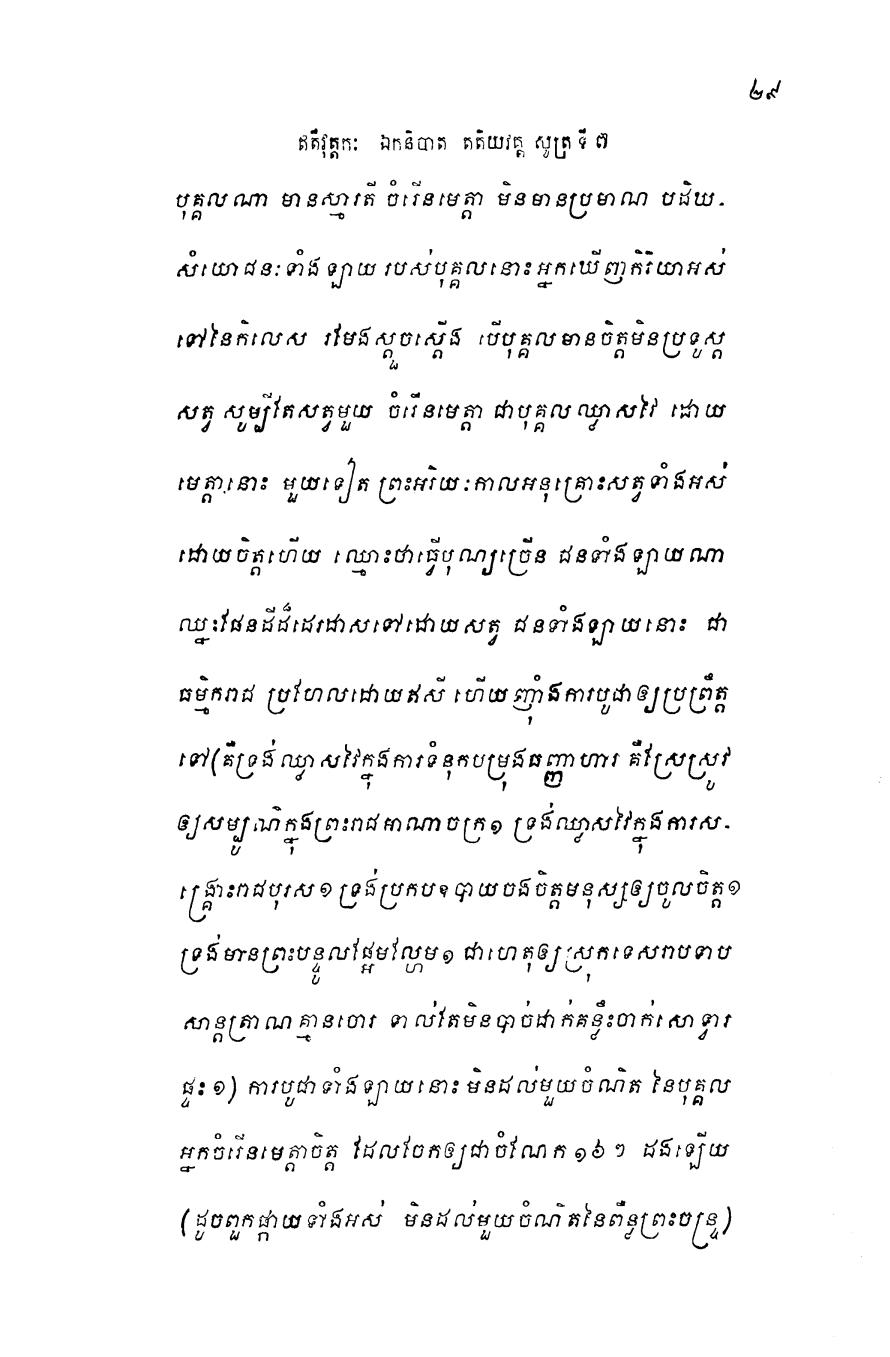 ២៩
ឥតិវុត្តកៈ ឯកនិបាត តតិយវគ្គ សូត្រ ទី ៧
បុគ្គលណា មានស្មារតី ចំរើនមេត្តា មិនមានប្រមាណ បដិឃ-
សំយោជនៈទាំងឡាយ របស់បុគ្គលនោះអ្នកឃើញកិរិយាអស់
ទៅនៃកិលេស រមែងស្តួចស្តើង បើបុគ្គលមានចិត្តមិនប្រទូស្ត
សត្វ សូម្បីតែសត្វមួយ ចំរើនមេត្តា ជាបុគ្គលឈ្លាសវៃ ដោយ
មេត្តានោះ មួយទៀត ព្រះអរិយៈកាលអនុគ្រោះសត្វទាំងអស់
ដោយចិត្តហើយ ឈ្មោះថាធ្វើបុណ្យច្រើន ជនទាំងឡាយណា
ឈ្នះផែនដីដ៏ដេរដាសទៅដោយសត្វ ជនទាំងឡាយនោះ ជា
ធម្មិករាជ ប្រហែលដោយឥសី ហើយញ៉ាំងការបូជាឲ្យប្រព្រឹត្ត
ទៅ (គឺទ្រង់ឈ្លាសវៃក្នុងការទំនុកបម្រុងធញ្ញាហារ គឺស្រែស្រូវ
ឲ្យសម្បូណ៌ក្នុងព្រះរាជអាណាចក្រ១ ទ្រង់ឈ្លាសវៃក្នុងការស-
ង្គ្រោះរាជបុរស១ ទ្រង់ប្រកបឧបាយចងចិត្តមនុស្សឲ្យចូលចិត្ត១
ទ្រង់មានព្រះបន្ទូលផ្អែមល្ហែម១ ជាហេតុឲ្យស្រុកទេសរាបទាប
សាន្តត្រាណគ្មានចោរ ទាល់តែមិនបាច់ដាក់គន្លឹះចាក់សោទ្វារ
ផ្ទះ១) ការបូជាទាំងឡាយនោះ មិនដល់មួយចំណិត នៃបុគ្គល
អ្នកចំរើនមេត្តាចិត្ត ដែលចែកឲ្យជាចំណែក ១៦ៗ ដងឡើយ
(ដូចពួកផ្កាយទាំងអស់ មិនដល់មួយចំណិតនៃពន្លឺព្រះចន្ទ្រ)